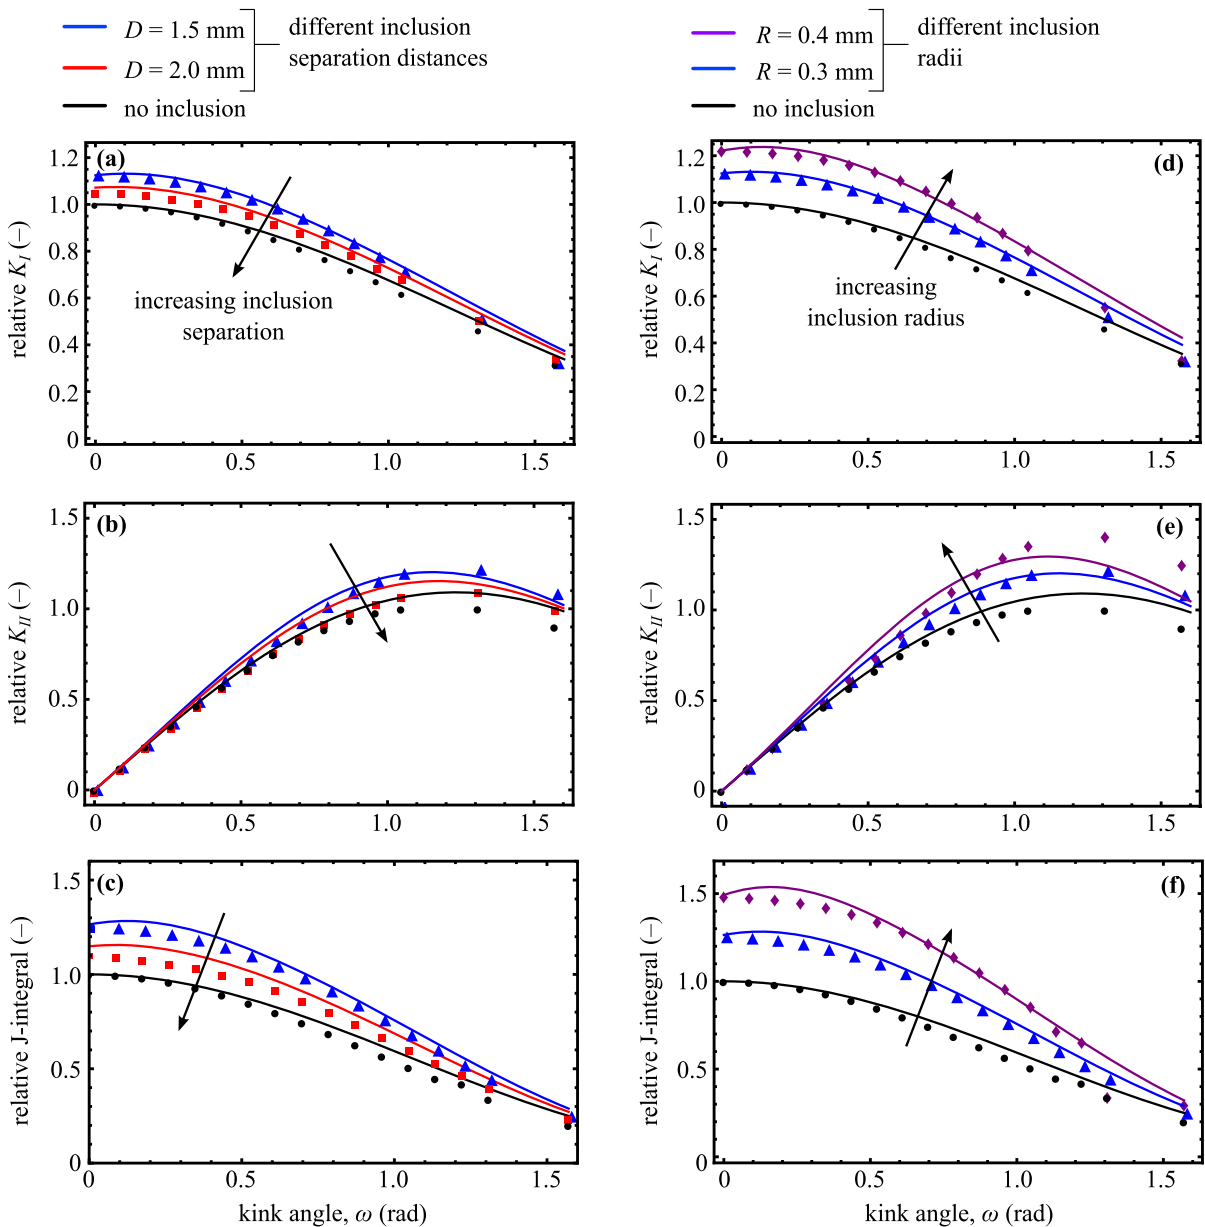 D = 1.5 mm
D = 2.0 mm
no inclusion
different inclusion
separation distances
R = 0.4 mm
R = 0.3 mm
no inclusion
different inclusion
radii
(a)
relative K_I (–)
1.2
1.0
0.8
0.6
0.4
0.2
0
increasing inclusion
separation
0 0.5 1.0 1.5
(d)
relative K_I (–)
1.2
1.0
0.8
0.6
0.4
0.2
0
increasing
inclusion radius
0 0.5 1.0 1.5
(b)
relative K_II (–)
1.5
1.0
0.5
0
0 0.5 1.0 1.5
(e)
relative K_II (–)
1.5
1.0
0.5
0
0 0.5 1.0 1.5
(c)
relative J-integral (–)
1.5
1.0
0.5
0
0 0.5 1.0 1.5
kink angle, ω (rad)
(f)
relative J-integral (–)
1.5
1.0
0.5
0
0 0.5 1.0 1.5
kink angle, ω (rad)